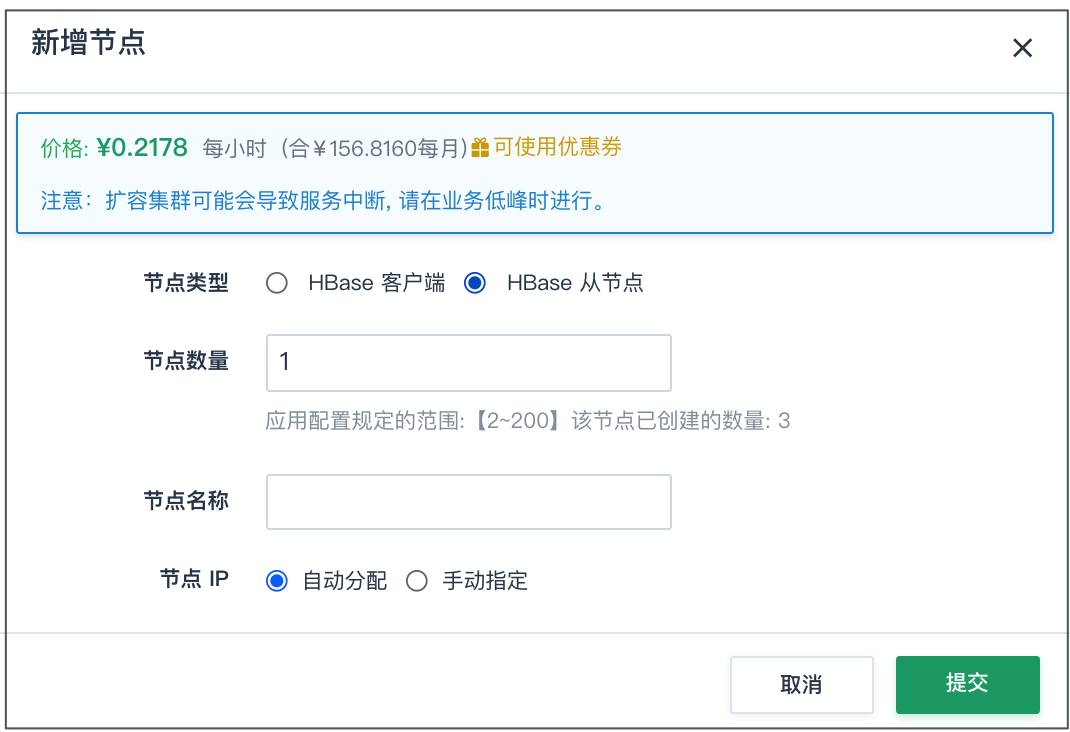 新增节点
价格: ¥0.2178 每小时 (合¥156.8160每月) 可使用优惠券
注意：扩容集群可能会导致服务中断, 请在业务低峰时进行。
节点类型 HBase 客户端 HBase 从节点
节点数量 1
应用配置规定的范围:【2~200】该节点已创建的数量: 3
节点名称
节点 IP 自动分配 手动指定
取消 提交